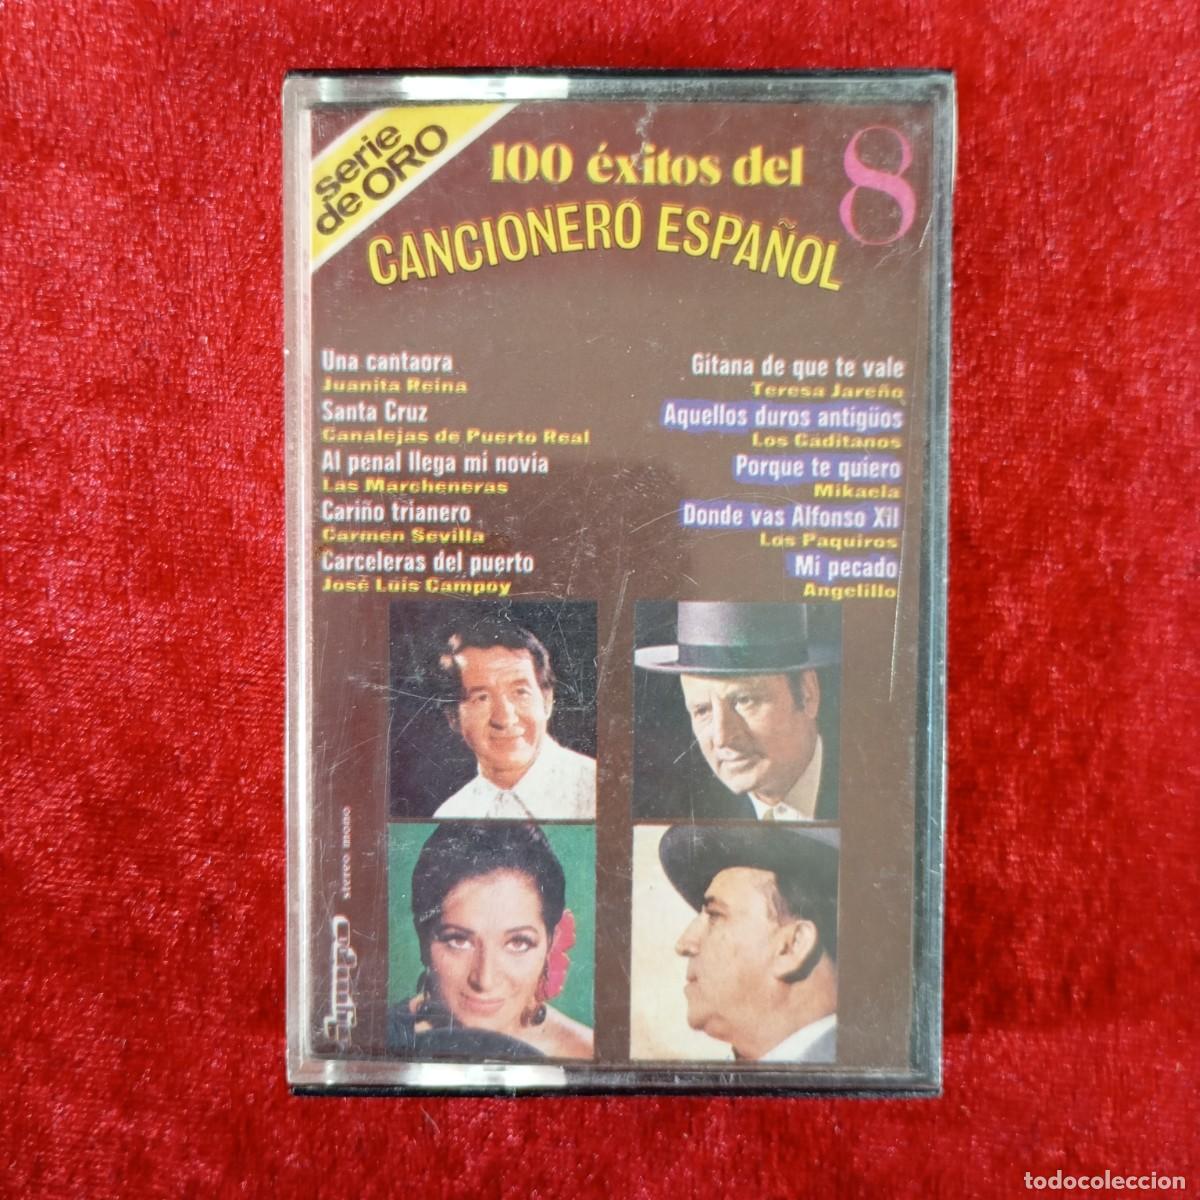 serie
de ORO
100 éxitos del
8
CANCIONERO ESPAÑOL
Una cantaora
Juanita Reina
Santa Cruz
Canalejas de Puerto Real
Al penal llega mi novia
Las Marcheneras
Cariño trianero
Carmen Sevilla
Carceleras del puerto
José Luis Campoy
Gitana de que te vale
Teresa Jareño
Aquellos duros antigüos
Los Gaditanos
Porque te quiero
Mikaela
Donde vas Alfonso XII
Los Paquiros
Mi pecado
Angelillo
stereo mono
Olympo
todocoleccion